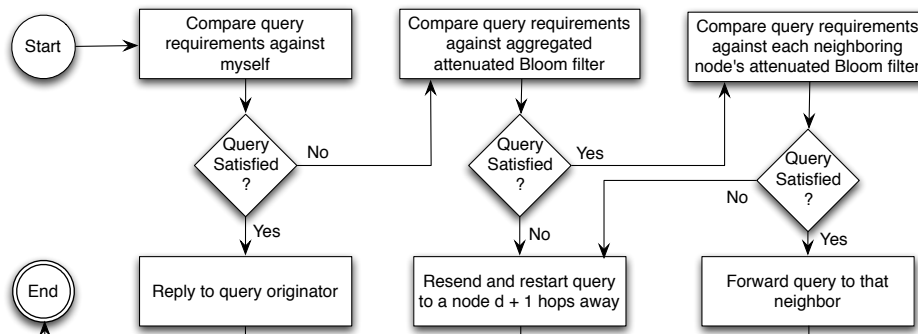 Start
Compare query
requirements against
myself
Compare query requirements
against aggregated
attenuated Bloom filter
Compare query requirements
against each neighboring
node's attenuated Bloom filter
Query
Satisfied
?
No
Yes
Query
Satisfied
?
Yes
No
Query
Satisfied
?
No
Yes
End
Reply to query originator
Resend and restart query
to a node d + 1 hops away
Forward query to that
neighbor